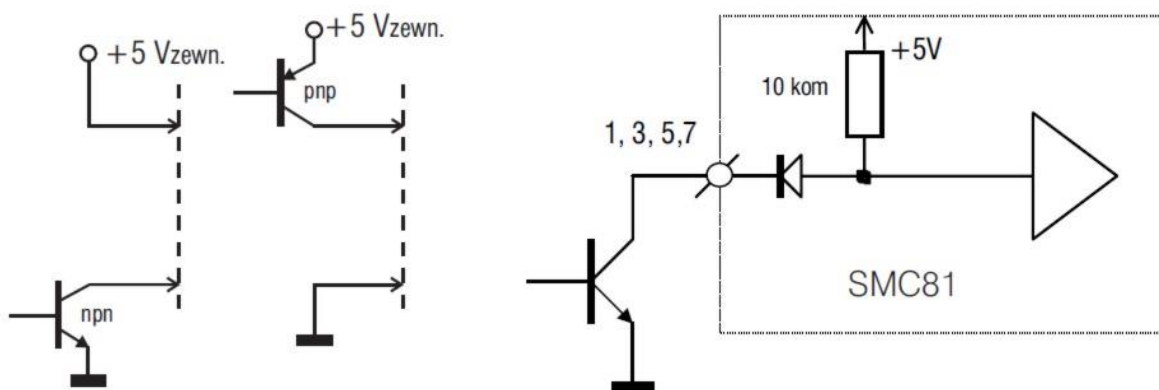 +5 Vzewn.
npn
+5 Vzewn.
pnp
1, 3, 5,7
10 kom
+5V
SMC81